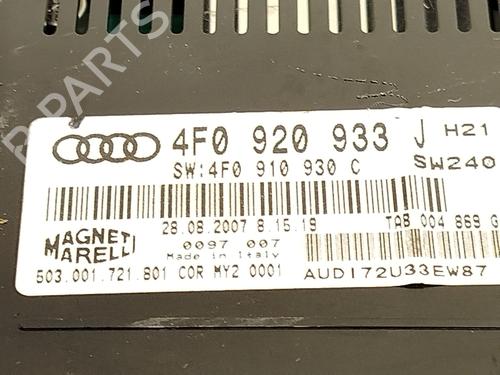 B PARTS
4F0 920 933 J H21
SW:4F0 910 930 C SW240
28.08.2007 8.15.19 TAB 004 869 G
MAGNETI MARELLI
0097 007
Made in Italy
503.001.721.801 COR MY2 0001
AUDI72U33EW87